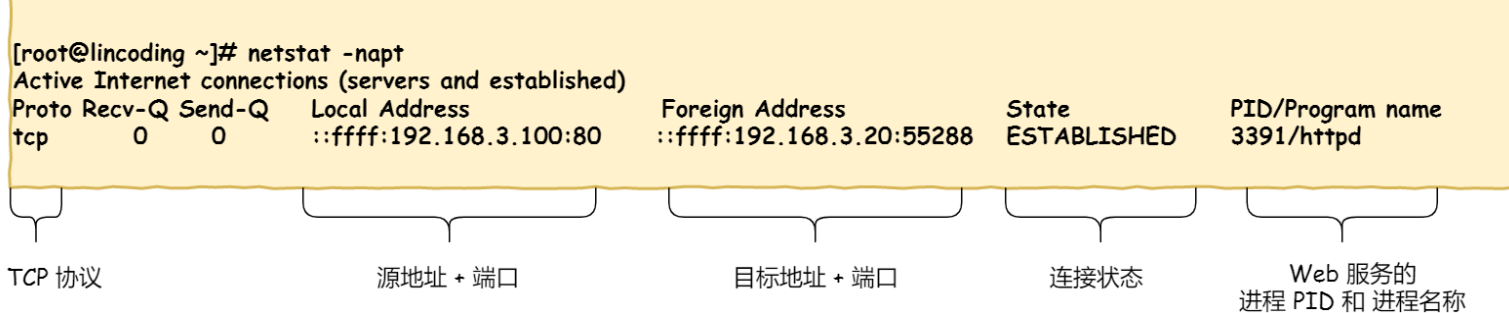 [root@lincoding ~]# netstat -napt
Active Internet connections (servers and established)
Proto Recv-Q Send-Q Local Address Foreign Address State PID/Program name
tcp 0 0 ::ffff:192.168.3.100:80 ::ffff:192.168.3.20:55288 ESTABLISHED 3391/httpd
TCP 协议 源地址 + 端口 目标地址 + 端口 连接状态 Web 服务的
进程 PID 和 进程名称